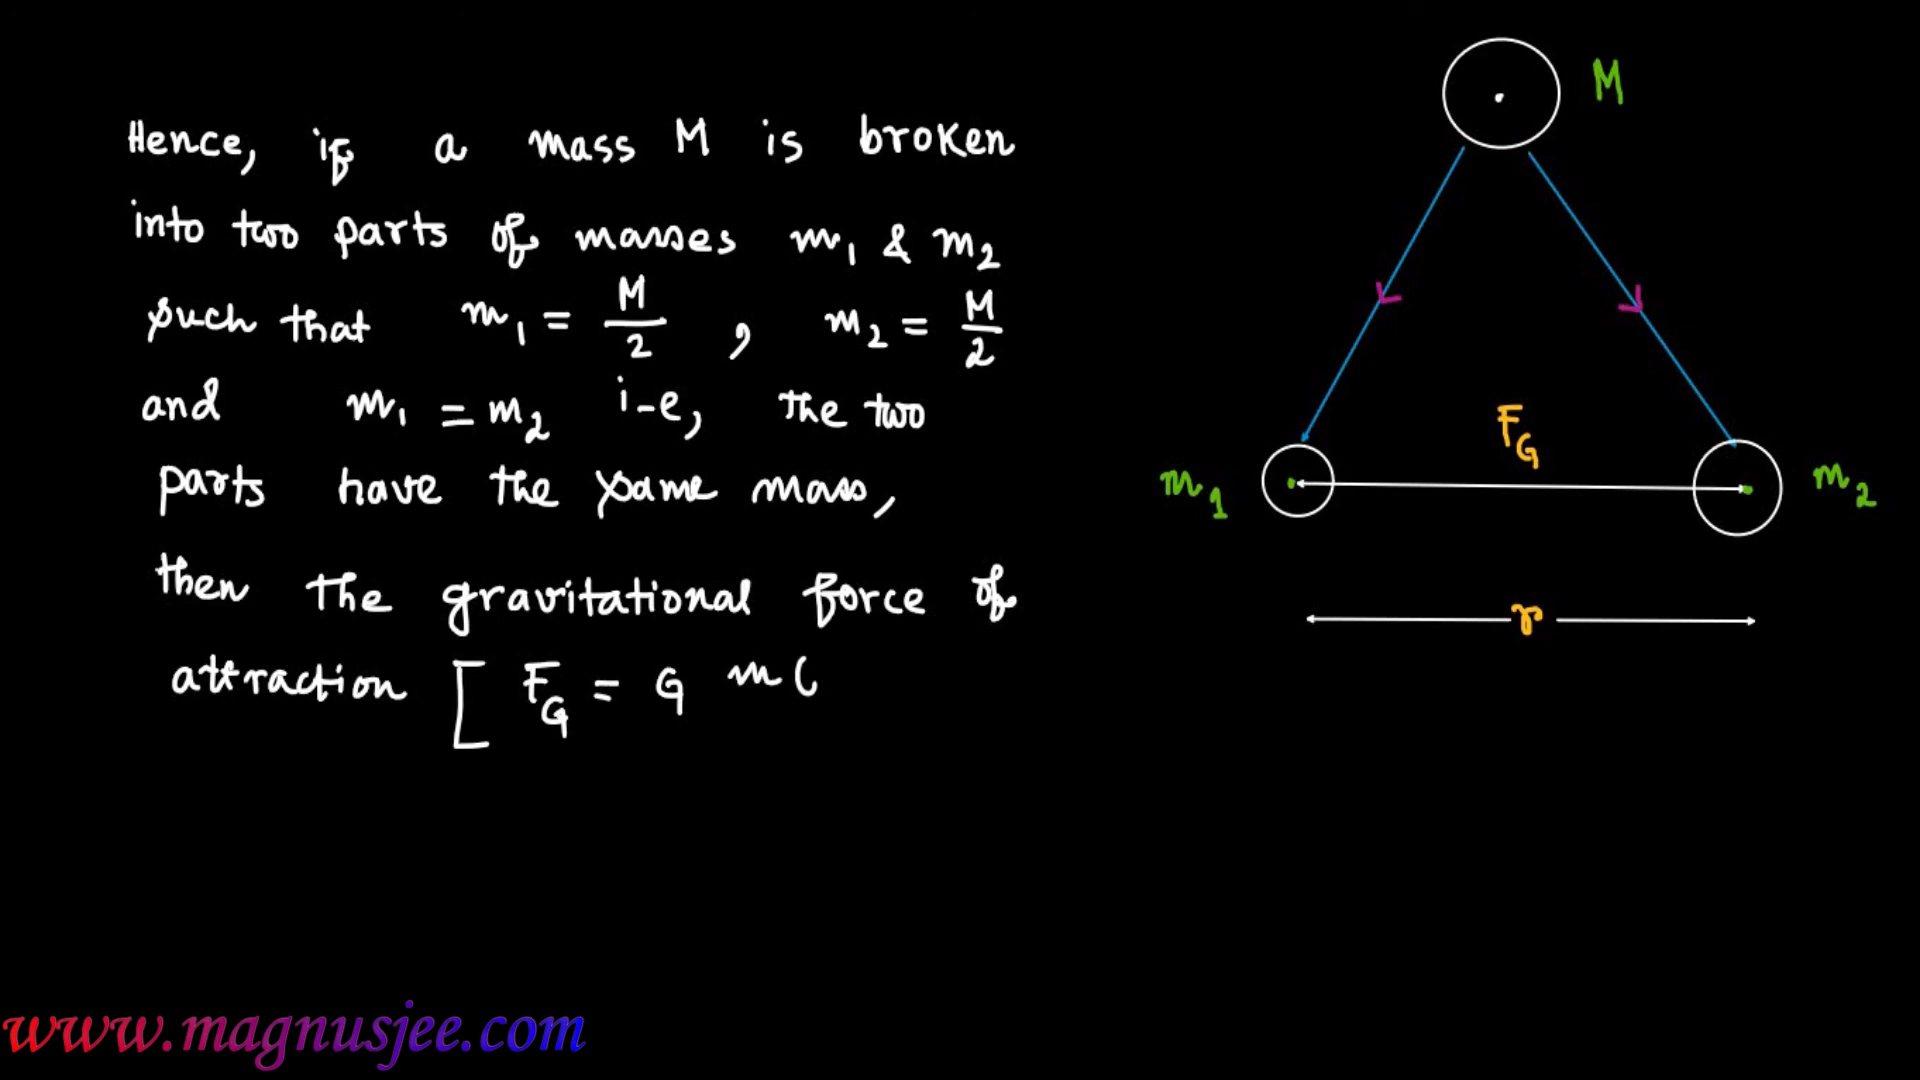 Hence, if a mass M is broken
into two parts of masses m₁ & m₂
such that m₁ = M/2 , m₂ = M/2
and m₁ = m₂ i-e, the two
parts have the same mass,
then the gravitational force of
attraction [ F_G = G m (
M
F_G
m₁
m₂
r
www.magnusjee.com